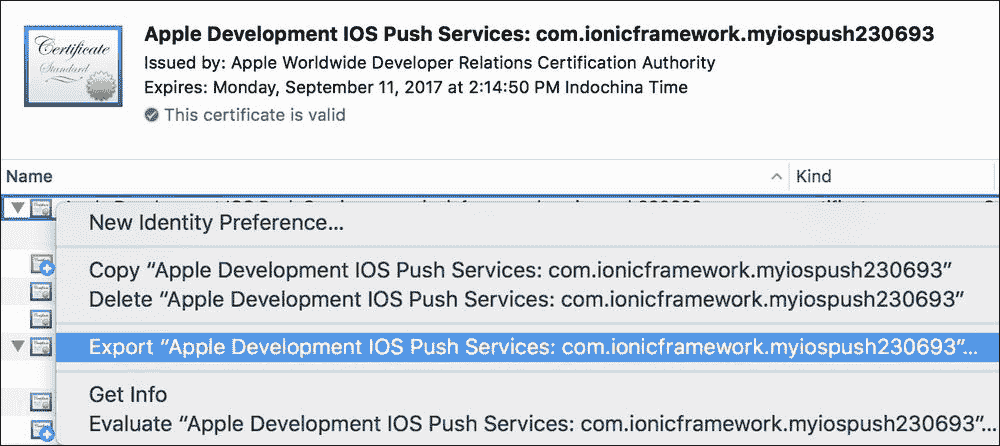 Certificate
Standard
Apple Development IOS Push Services: com.ionicframework.myiospush230693
Issued by: Apple Worldwide Developer Relations Certification Authority
Expires: Monday, September 11, 2017 at 2:14:50 PM Indochina Time
This certificate is valid
Name Kind
New Identity Preference...
Copy “Apple Development IOS Push Services: com.ionicframework.myiospush230693”
Delete “Apple Development IOS Push Services: com.ionicframework.myiospush230693”
Export “Apple Development IOS Push Services: com.ionicframework.myiospush230693”...
Get Info
Evaluate “Apple Development IOS Push Services: com.ionicframework.myiospush230693”...